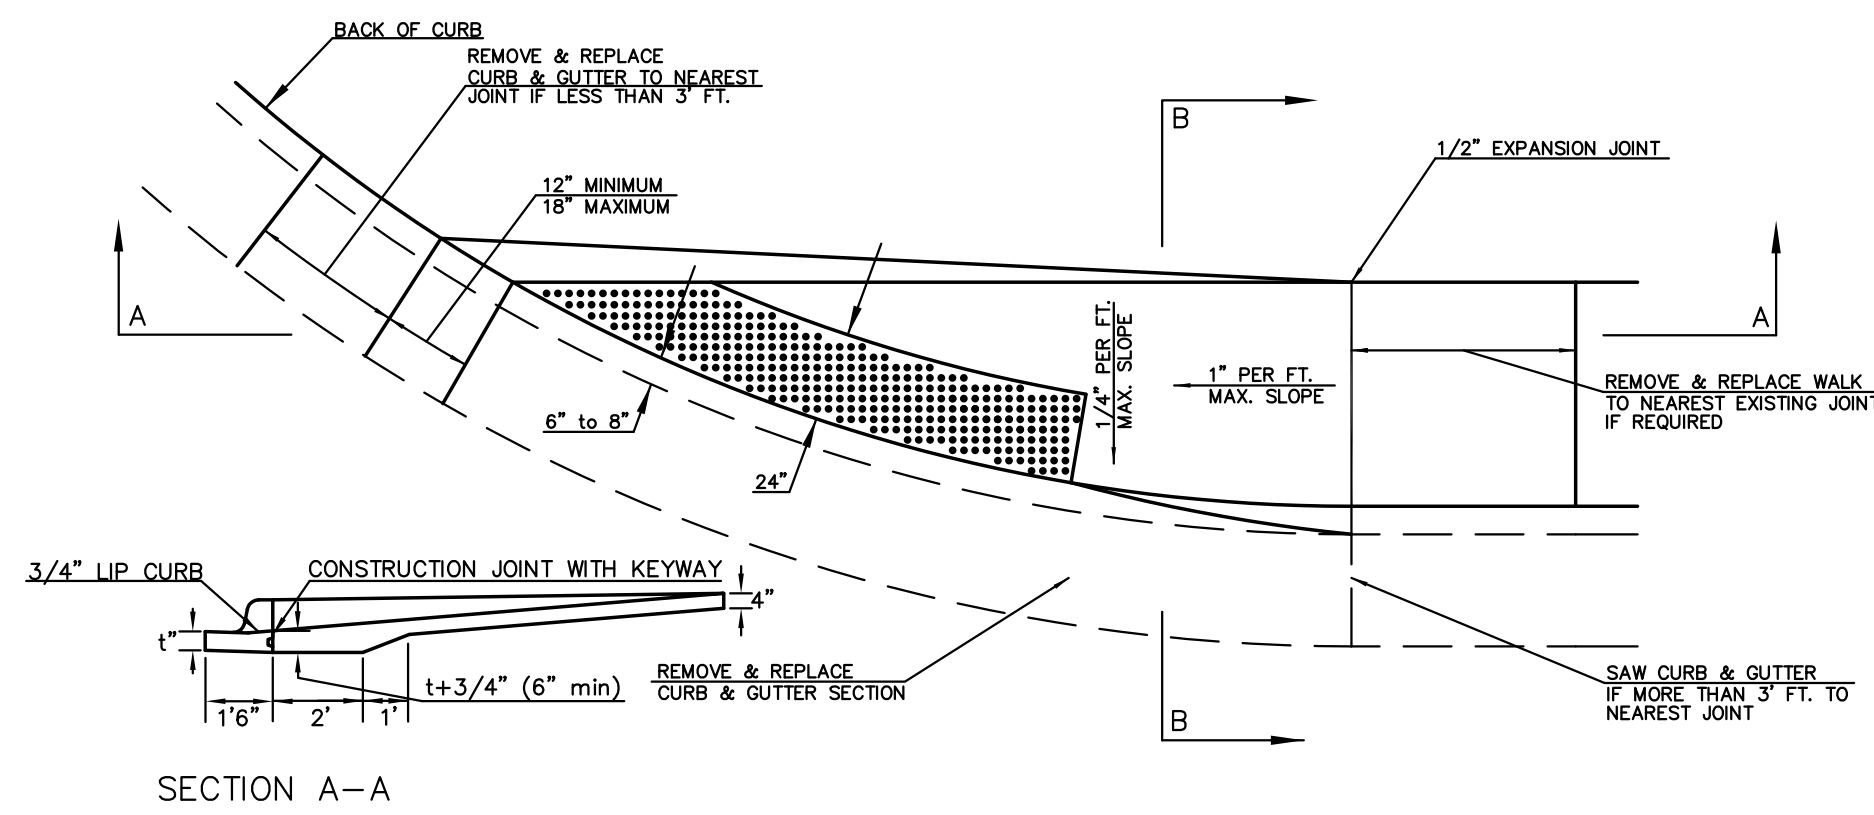 BACK OF CURB
REMOVE & REPLACE
CURB & GUTTER TO NEAREST
JOINT IF LESS THAN 3' FT.
B
1/2" EXPANSION JOINT
12" MINIMUM
18" MAXIMUM
A
A
1/4" PER FT.
MAX. SLOPE
1" PER FT.
MAX. SLOPE
REMOVE & REPLACE WALK
TO NEAREST EXISTING JOINT
IF REQUIRED
6" to 8"
24"
3/4" LIP CURB
CONSTRUCTION JOINT WITH KEYWAY
4"
t"
t+3/4" (6" min)
1'6"
2'
1'
REMOVE & REPLACE
CURB & GUTTER SECTION
B
SAW CURB & GUTTER
IF MORE THAN 3' FT. TO
NEAREST JOINT
SECTION A-A